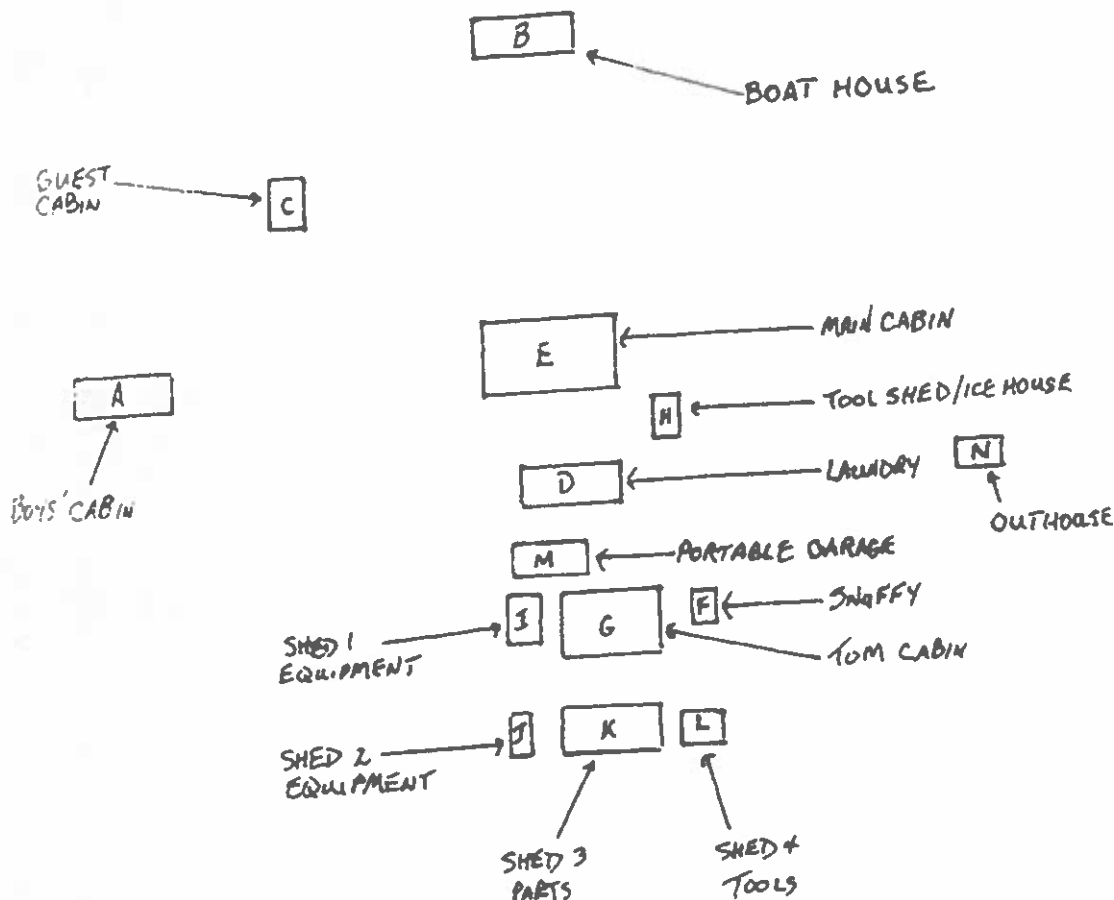 B
BOAT HOUSE
GUEST
CABIN
C
E
MAIN CABIN
A
H
TOOL SHED/ICE HOUSE
BOYS' CABIN
D
LAUNDRY
N
OUTHOUSE
M
PORTABLE GARAGE
I
G
F
SNUFFY
SHED 1
EQUIPMENT
TOM CABIN
J
K
L
SHED 2
EQUIPMENT
SHED 3
PARTS
SHED 4
TOOLS